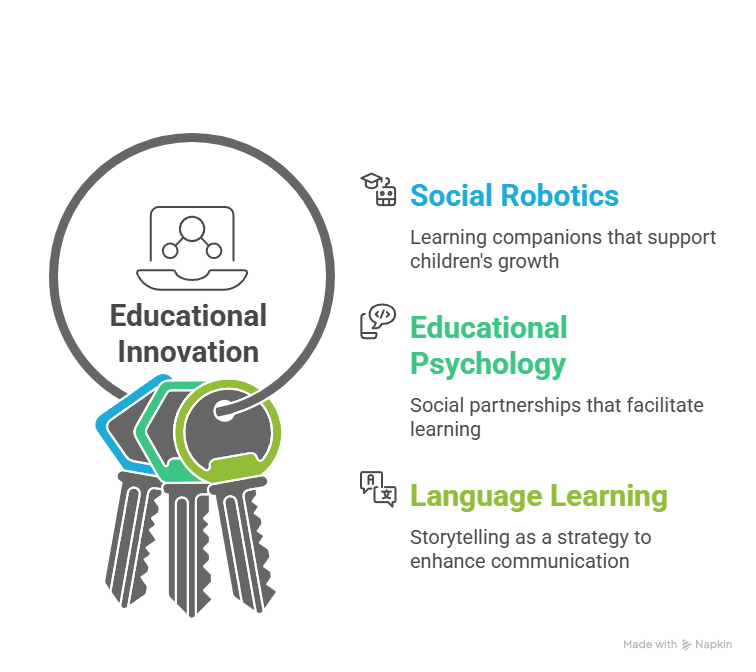 Educational
Innovation
Social Robotics
Learning companions that support
children's growth
Educational
Psychology
Social partnerships that facilitate
learning
A
文
Language Learning
Storytelling as a strategy to
enhance communication
Made with Napkin